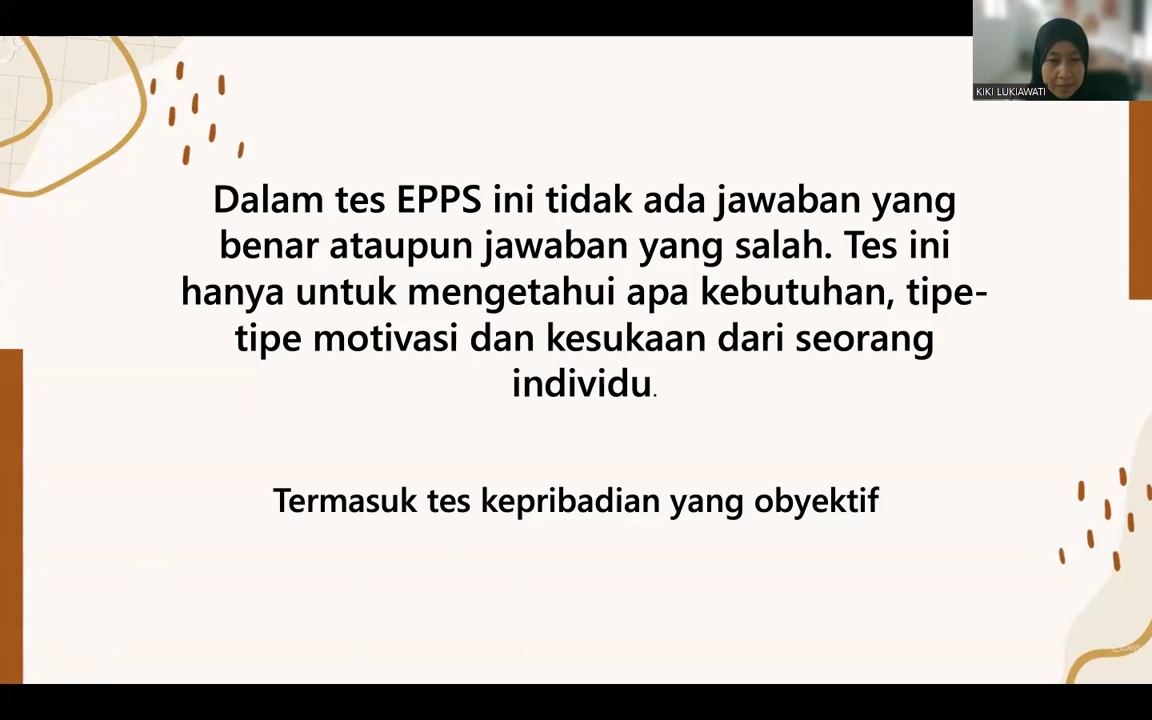 KIKI LUKIAWATI
Dalam tes EPPS ini tidak ada jawaban yang
benar ataupun jawaban yang salah. Tes ini
hanya untuk mengetahui apa kebutuhan, tipe-
tipe motivasi dan kesukaan dari seorang
individu.
Termasuk tes kepribadian yang obyektif